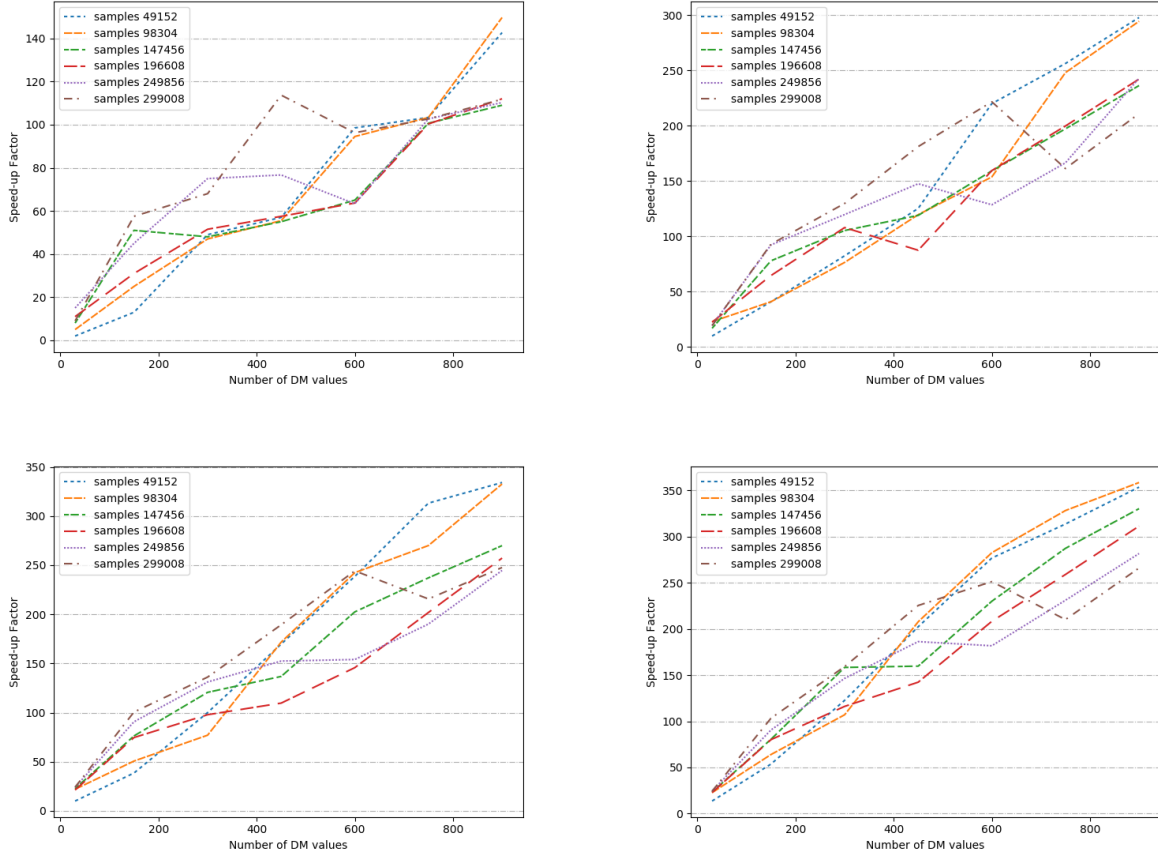 samples 49152
samples 98304
samples 147456
samples 196608
samples 249856
samples 299008
Speed-up Factor
140
120
100
80
60
40
20
0
0 200 400 600 800
Number of DM values
samples 49152
samples 98304
samples 147456
samples 196608
samples 249856
samples 299008
Speed-up Factor
300
250
200
150
100
50
0
0 200 400 600 800
Number of DM values
samples 49152
samples 98304
samples 147456
samples 196608
samples 249856
samples 299008
Speed-up Factor
350
300
250
200
150
100
50
0
0 200 400 600 800
Number of DM values
samples 49152
samples 98304
samples 147456
samples 196608
samples 249856
samples 299008
Speed-up Factor
350
300
250
200
150
100
50
0
0 200 400 600 800
Number of DM values